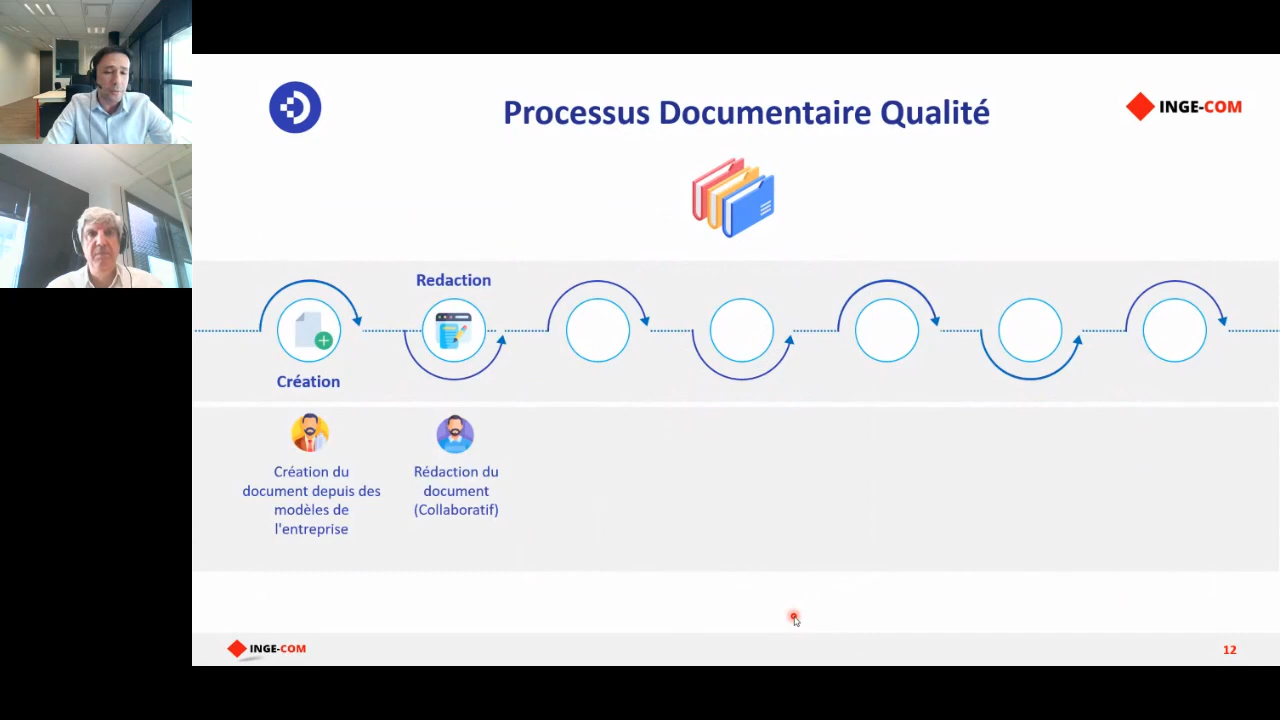 Processus Documentaire Qualité
INGE-COM
Redaction
Création
Création du
document depuis des
modèles de
l'entreprise
Rédaction du
document
(Collaboratif)
INGE-COM
12